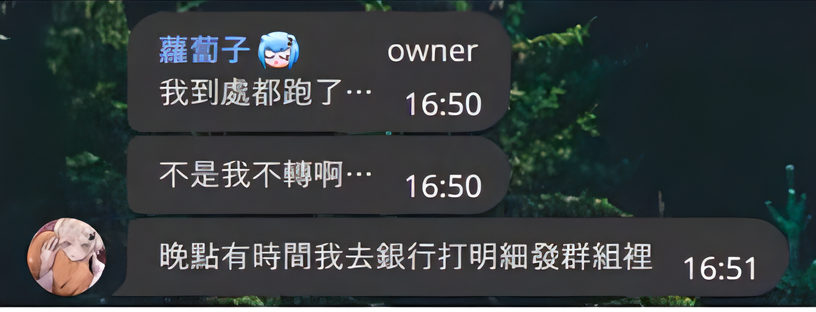 蘿蔔子 owner
我到處都跑了… 16:50
不是我不轉啊… 16:50
晚點有時間我去銀行打明細發群組裡 16:51